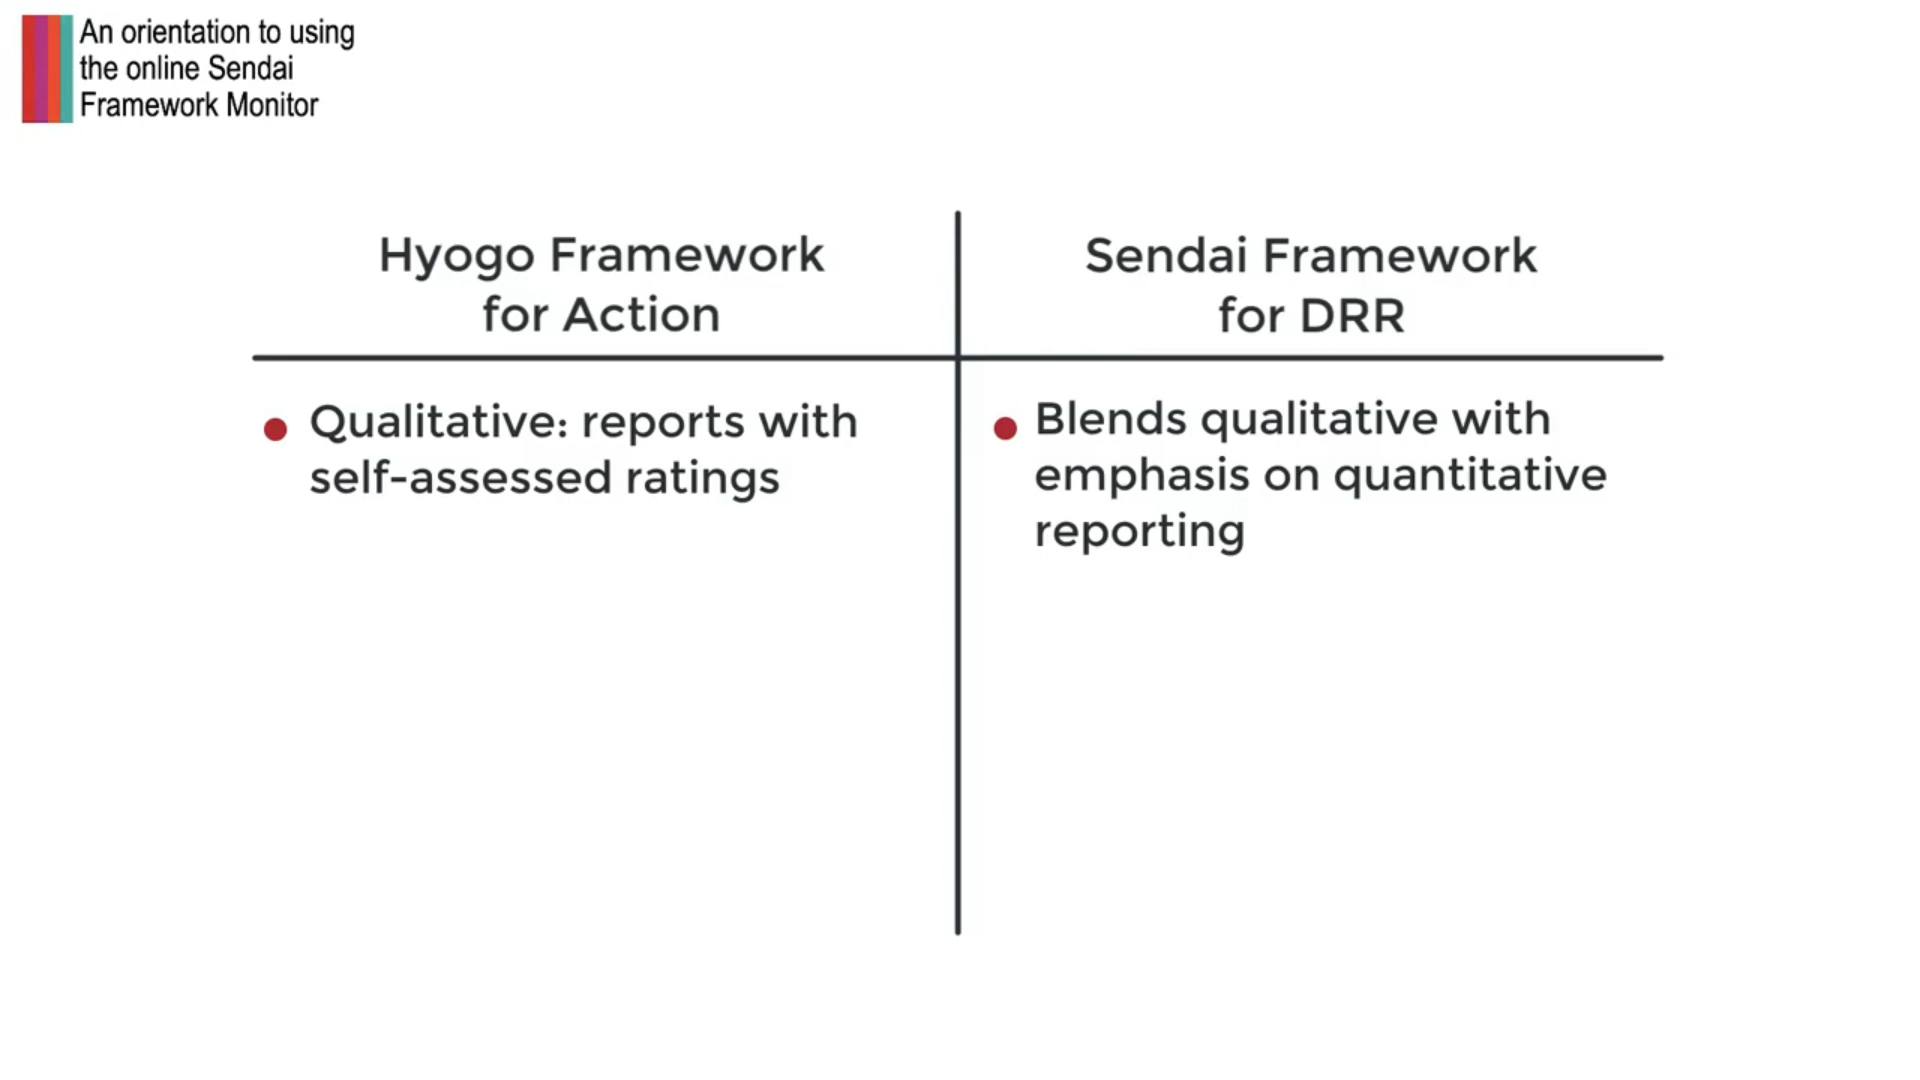 An orientation to using
the online Sendai
Framework Monitor
Hyogo Framework
for Action
Sendai Framework
for DRR
Qualitative: reports with
self-assessed ratings
Blends qualitative with
emphasis on quantitative
reporting